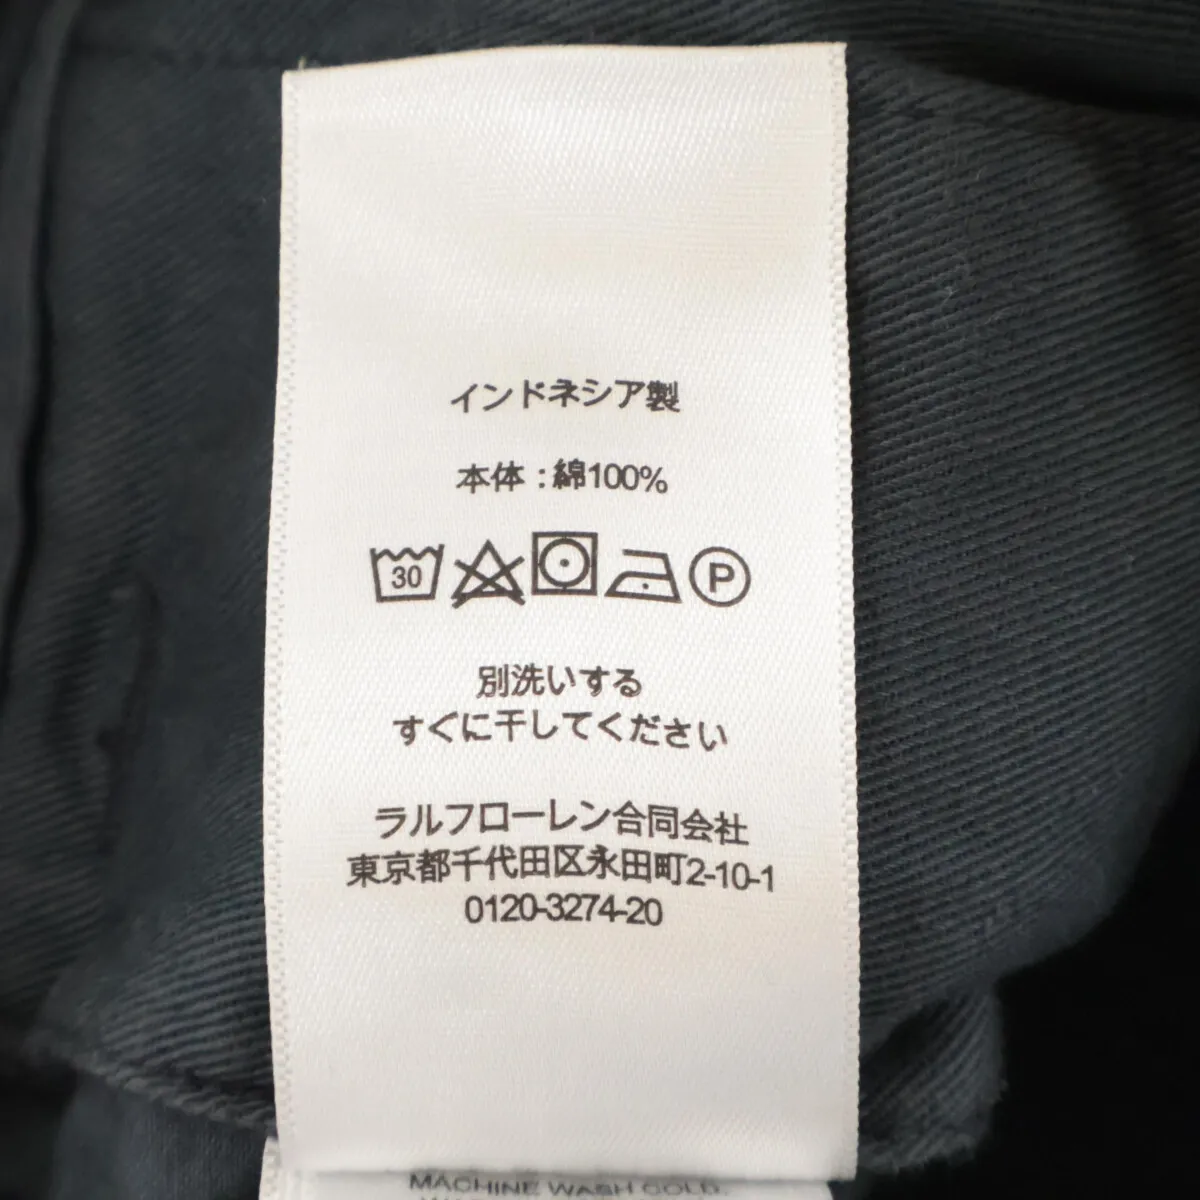 インドネシア製
本体：綿100%
30 P
別洗いする
すぐに干してください
ラルフローレン合同会社
東京都千代田区永田町2-10-1
0120-3274-20
MACHINE WASH COLD.